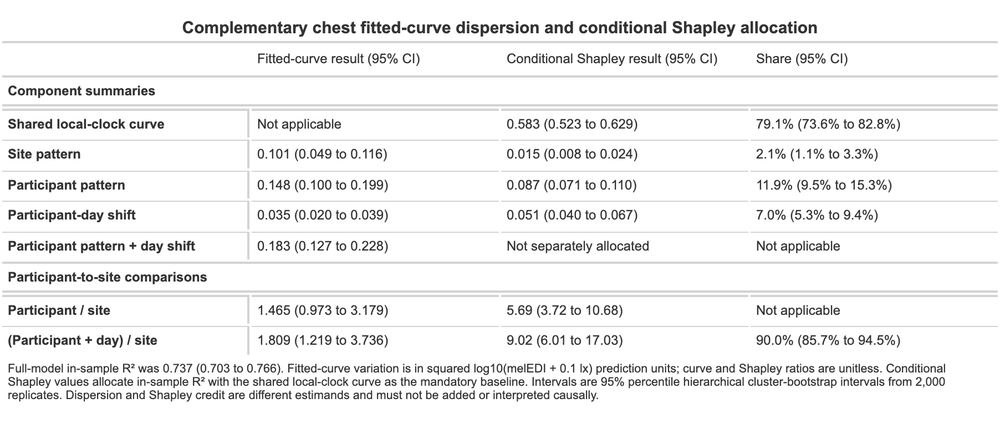 Complementary chest fitted-curve dispersion and conditional Shapley allocation
Fitted-curve result (95% CI) Conditional Shapley result (95% CI) Share (95% CI)
Component summaries
Shared local-clock curve Not applicable 0.583 (0.523 to 0.629) 79.1% (73.6% to 82.8%)
Site pattern 0.101 (0.049 to 0.116) 0.015 (0.008 to 0.024) 2.1% (1.1% to 3.3%)
Participant pattern 0.148 (0.100 to 0.199) 0.087 (0.071 to 0.110) 11.9% (9.5% to 15.3%)
Participant-day shift 0.035 (0.020 to 0.039) 0.051 (0.040 to 0.067) 7.0% (5.3% to 9.4%)
Participant pattern + day shift 0.183 (0.127 to 0.228) Not separately allocated Not applicable
Participant-to-site comparisons
Participant / site 1.465 (0.973 to 3.179) 5.69 (3.72 to 10.68) Not applicable
(Participant + day) / site 1.809 (1.219 to 3.736) 9.02 (6.01 to 17.03) 90.0% (85.7% to 94.5%)
Full-model in-sample R² was 0.737 (0.703 to 0.766). Fitted-curve variation is in squared log10(melEDI + 0.1 lx) prediction units; curve and Shapley ratios are unitless. Conditional
Shapley values allocate in-sample R² with the shared local-clock curve as the mandatory baseline. Intervals are 95% percentile hierarchical cluster-bootstrap intervals from 2,000
replicates. Dispersion and Shapley credit are different estimands and must not be added or interpreted causally.